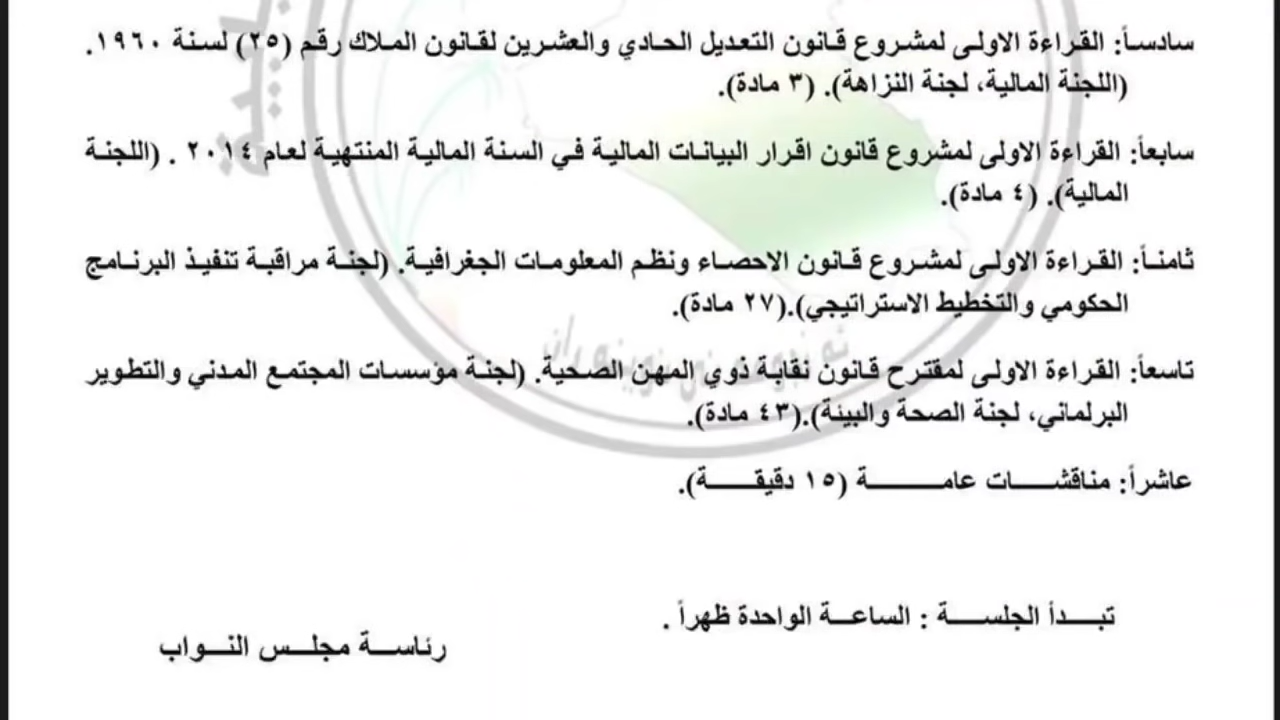 سادساً: القراءة الاولى لمشروع قانون التعديل الحادي والعشرين لقانون الملاك رقم (٢٥) لسنة ١٩٦٠.
(اللجنة المالية، لجنة النزاهة). (٣ مادة).
سابعاً: القراءة الاولى لمشروع قانون اقرار البيانات المالية في السنة المالية المنتهية لعام ٢٠١٤ . (اللجنة
المالية). (٤ مادة).
ثامناً: القراءة الاولى لمشروع قانون الاحصاء ونظم المعلومات الجغرافية. (لجنة مراقبة تنفيذ البرنامج
الحكومي والتخطيط الاستراتيجي).(٢٧ مادة).
تاسعاً: القراءة الاولى لمقترح قانون نقابة ذوي المهن الصحية. (لجنة مؤسسات المجتمع المدني والتطوير
البرلماني، لجنة الصحة والبيئة).(٤٣ مادة).
عاشراً: مناقشات عامة (١٥ دقيقة).
تبدأ الجلسة : الساعة الواحدة ظهراً .
رئاسة مجلس النواب